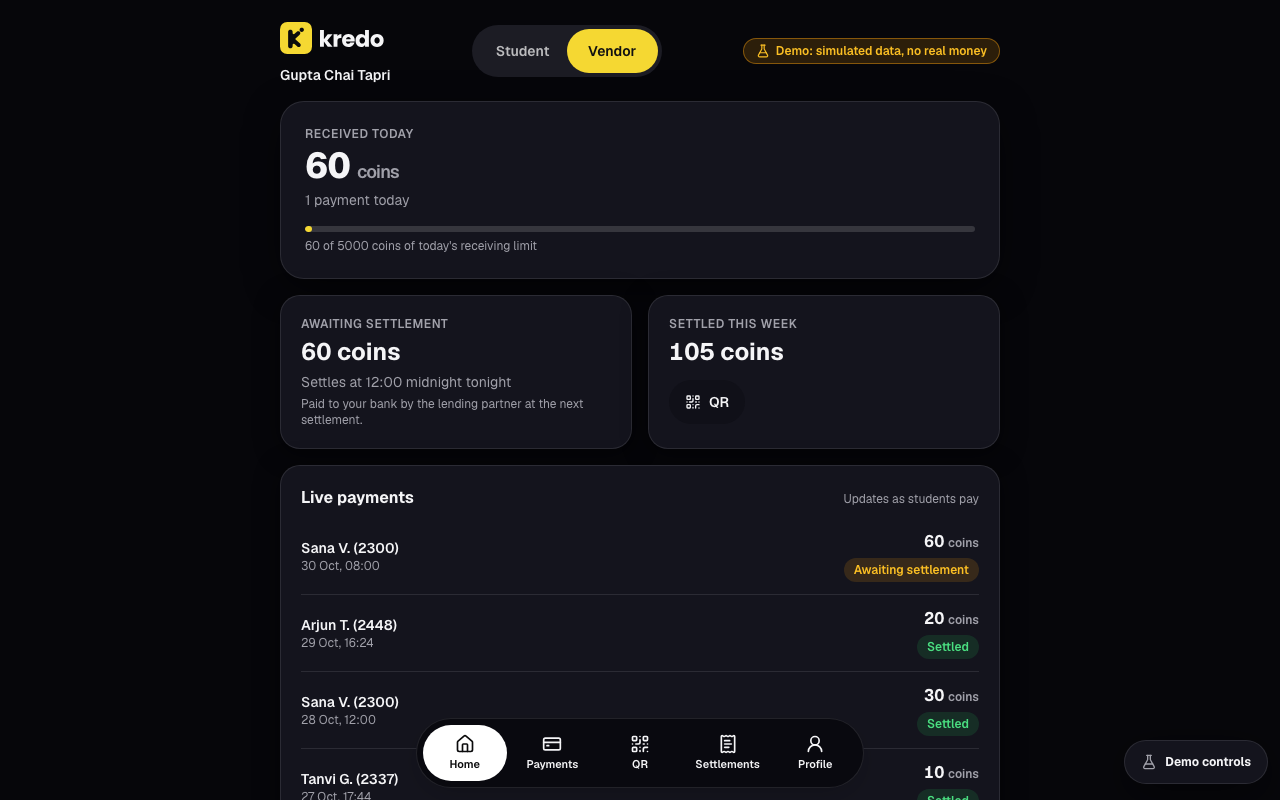 kredo
Gupta Chai Tapri
Student
Vendor
Demo: simulated data, no real money
RECEIVED TODAY
60 coins
1 payment today
60 of 5000 coins of today's receiving limit
AWAITING SETTLEMENT
60 coins
Settles at 12:00 midnight tonight
Paid to your bank by the lending partner at the next
settlement.
SETTLED THIS WEEK
105 coins
QR
Live payments
Updates as students pay
Sana V. (2300)
60 coins
30 Oct, 08:00
Awaiting settlement
Arjun T. (2448)
20 coins
29 Oct, 16:24
Settled
Sana V. (2300)
30 coins
28 Oct, 12:00
Settled
Tanvi G. (2337)
10 coins
27 Oct, 17:44
Settled
Home
Payments
QR
Settlements
Profile
Demo controls